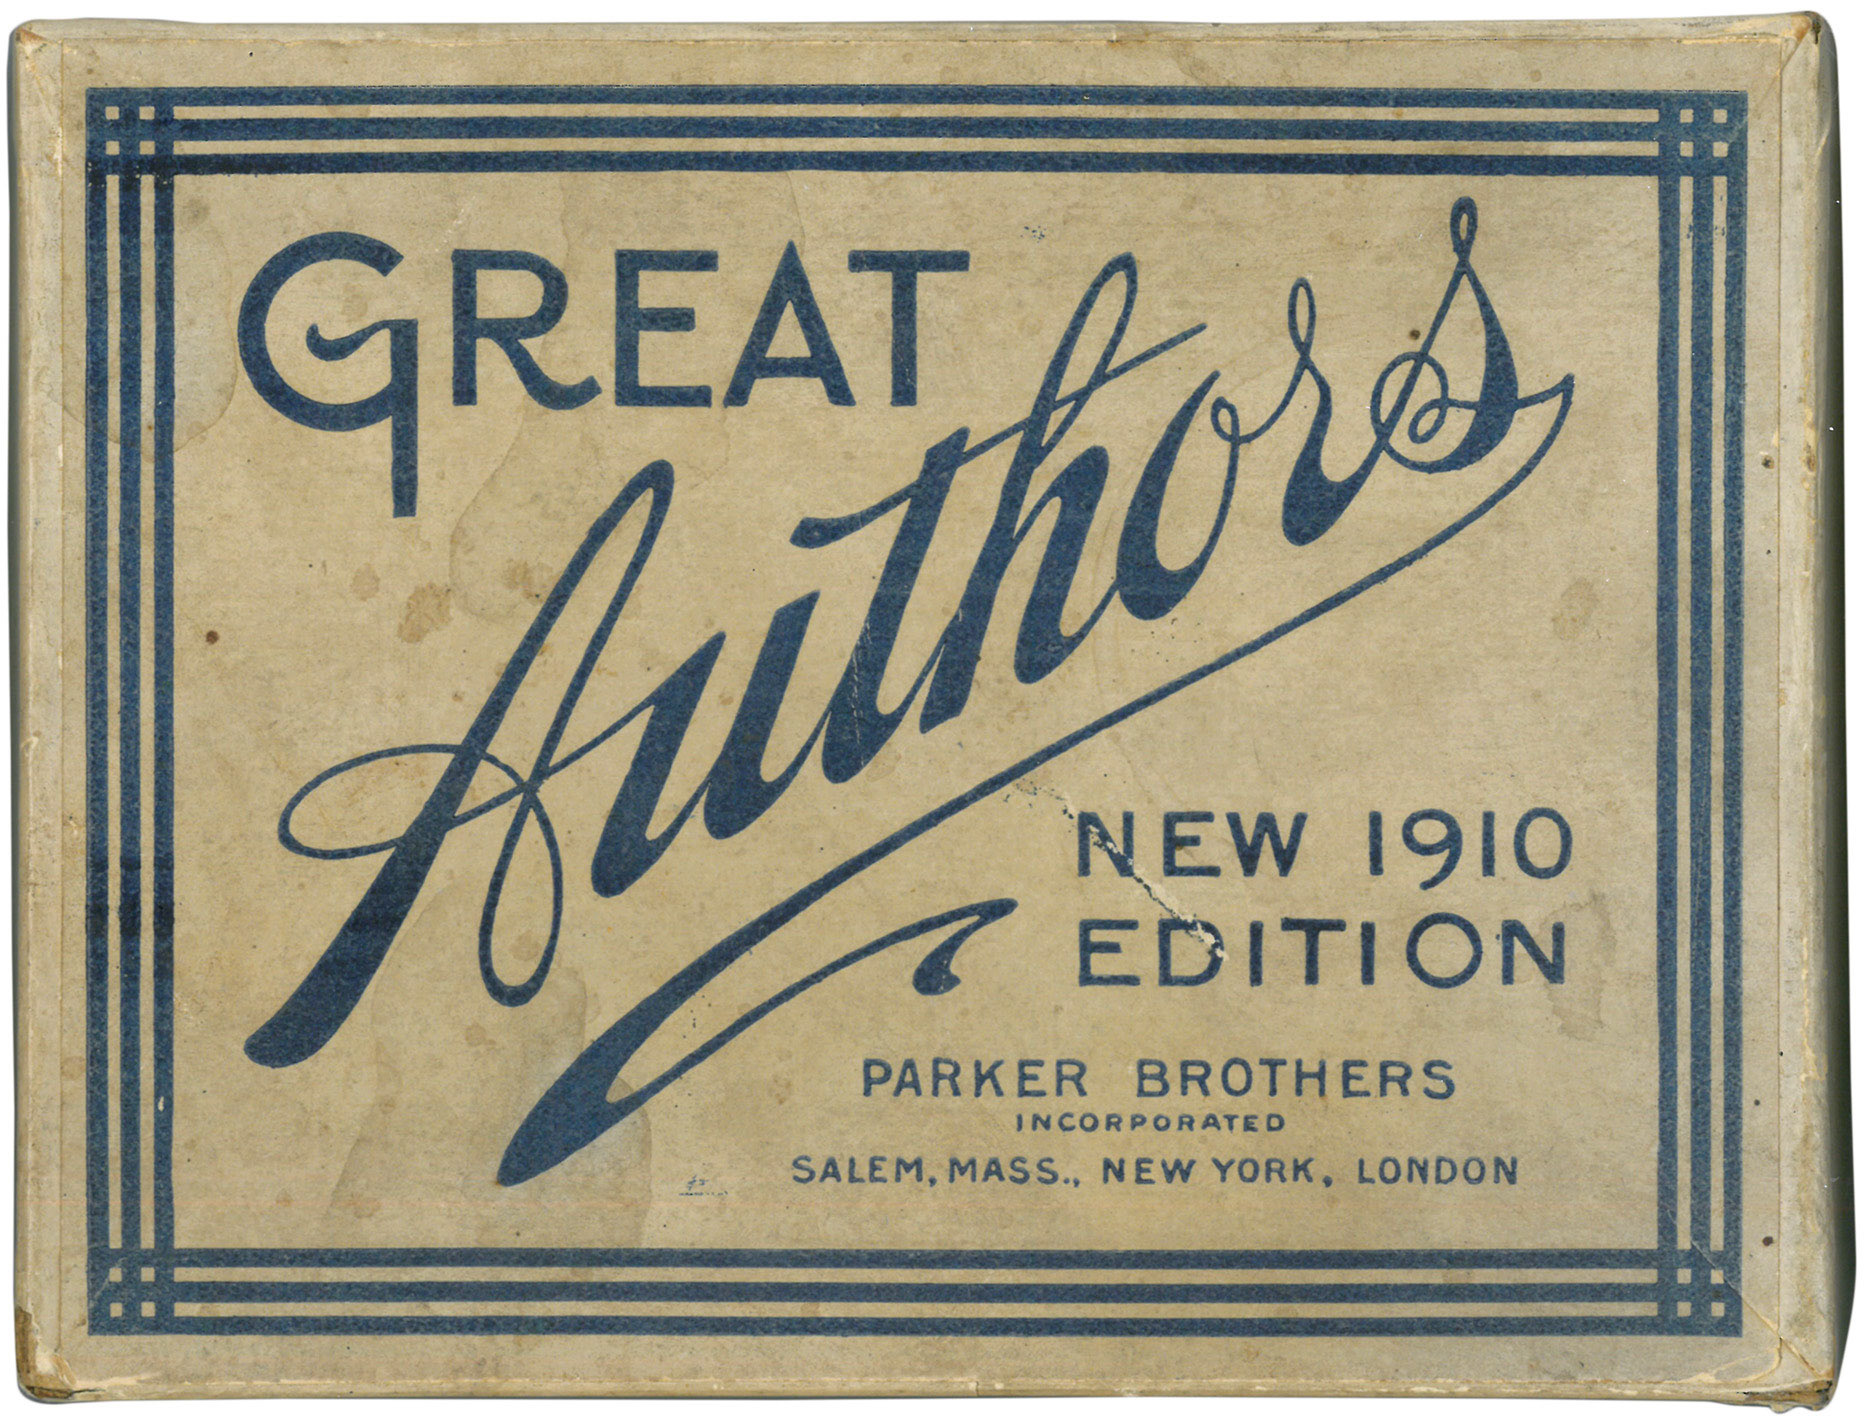 GREAT
Authors
NEW 1910
EDITION
PARKER BROTHERS
INCORPORATED
SALEM, MASS., NEW YORK, LONDON